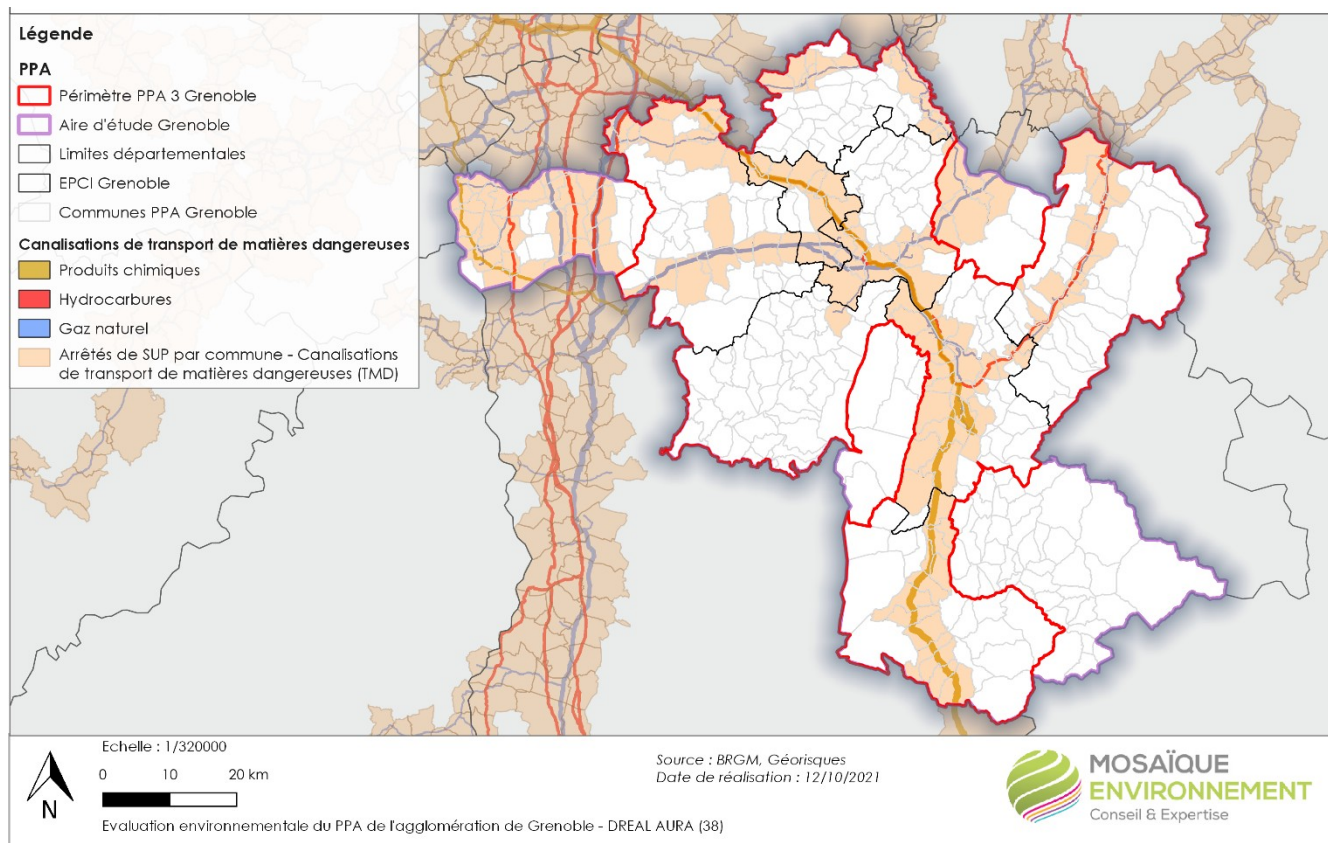 Légende
PPA
Périmètre PPA 3 Grenoble
Aire d'étude Grenoble
Limites départementales
EPCI Grenoble
Communes PPA Grenoble
Canalisations de transport de matières dangereuses
Produits chimiques
Hydrocarbures
Gaz naturel
Arrêtés de SUP par commune - Canalisations
de transport de matières dangereuses (TMD)
N
Echelle : 1/320000
0 10 20 km
Evaluation environnementale du PPA de l'agglomération de Grenoble - DREAL AURA (38)
Source : BRGM, Géorisques
Date de réalisation : 12/10/2021
MOSAÏQUE
ENVIRONNEMENT
Conseil & Expertise